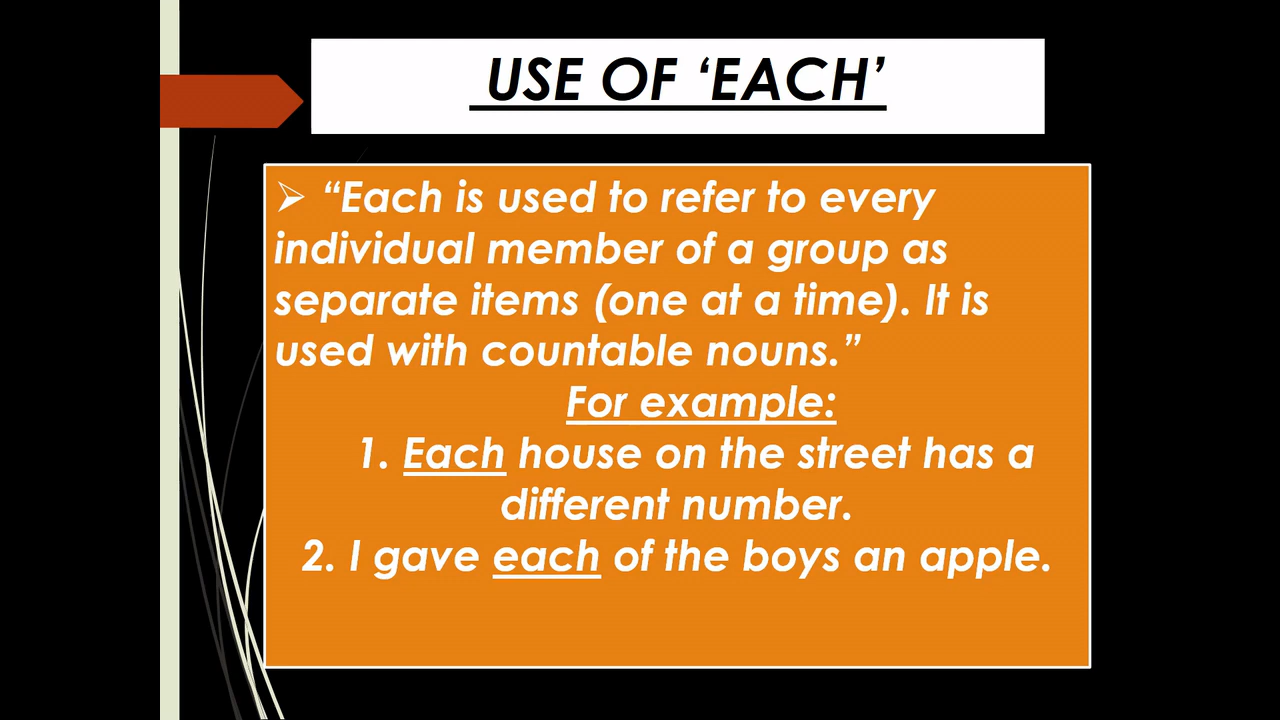 USE OF ‘EACH’
➢ “Each is used to refer to every
individual member of a group as
separate items (one at a time). It is
used with countable nouns.”
For example:
1. Each house on the street has a
different number.
2. I gave each of the boys an apple.